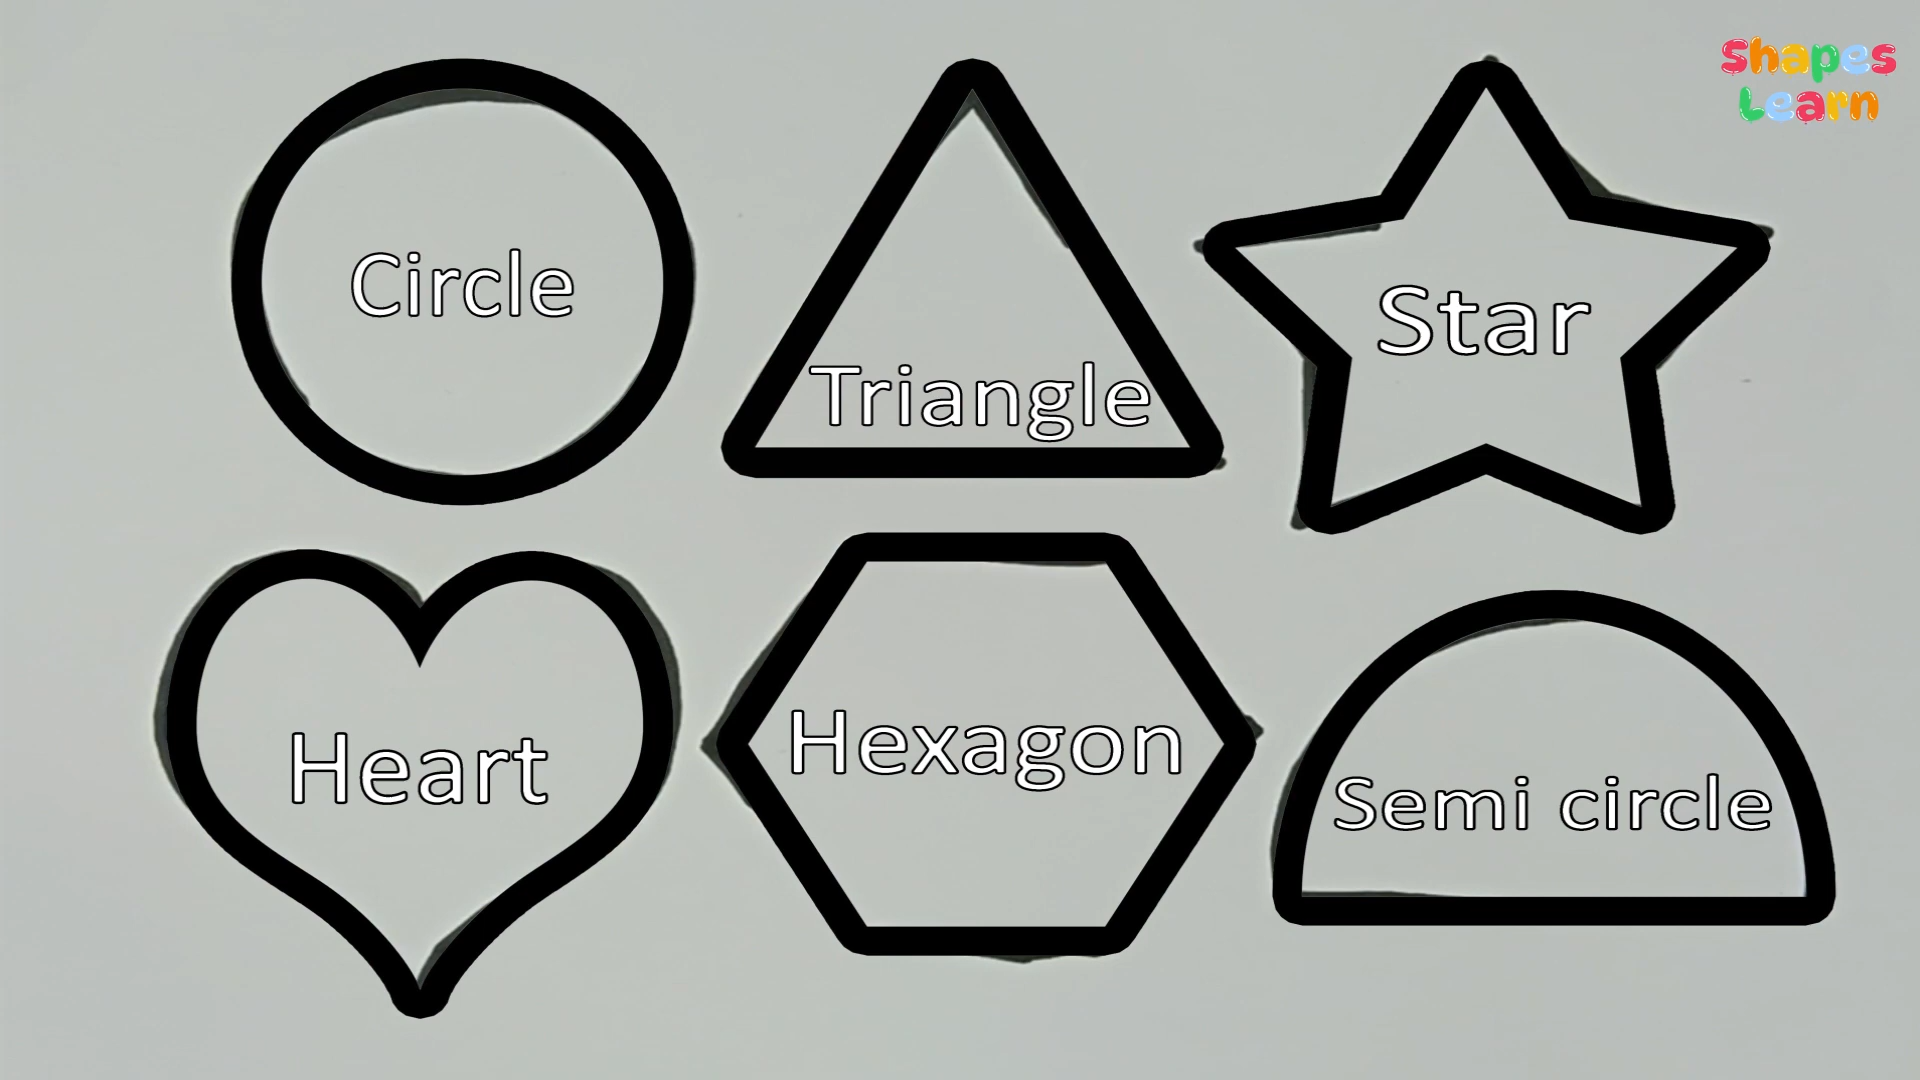 Shapes
Learn
Circle
Triangle
Star
Heart
Hexagon
Semi circle